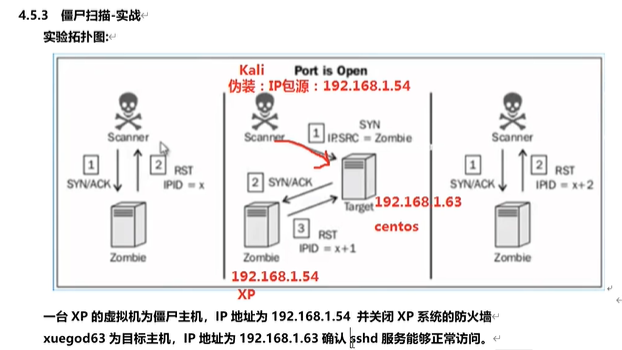 4.5.3 僵尸扫描-实战
实验拓扑图:
Kali
Port is Open
伪装：IP包源：192.168.1.54
Scanner
1
SYN/ACK
2
RST
IPID = x
Zombie
Scanner
1
SYN
IP.SRC = Zombie
2
SYN/ACK
Target
192.168.1.63
centos
3
RST
IPID = x+1
Zombie
192.168.1.54
XP
Scanner
1
SYN/ACK
2
RST
IPID = x+2
Zombie
一台 XP 的虚拟机为僵尸主机，IP 地址为 192.168.1.54 并关闭 XP 系统的防火墙
xuegod63 为目标主机，IP 地址为 192.168.1.63 确认 sshd 服务能够正常访问。